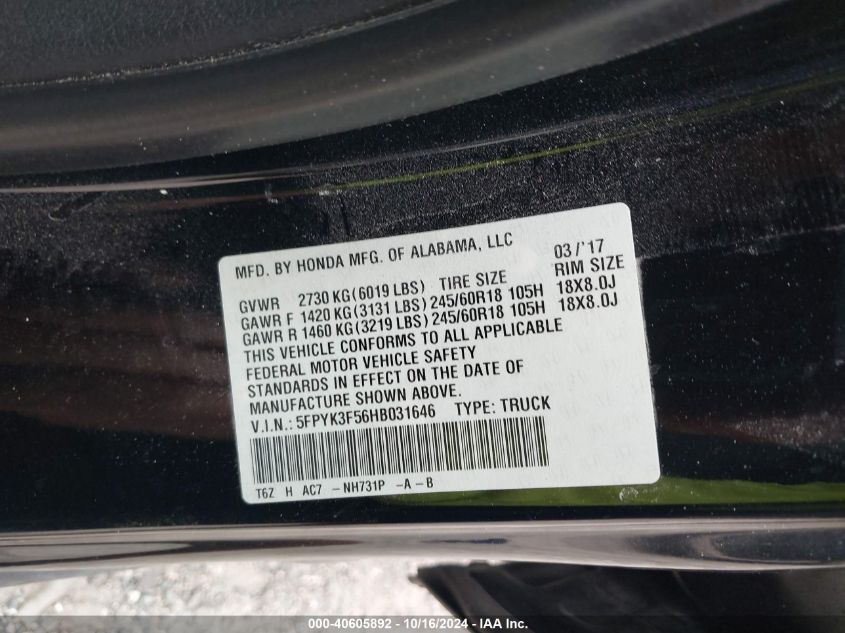 MFD. BY HONDA MFG. OF ALABAMA, LLC 03/'17
GVWR 2730 KG(6019 LBS) TIRE SIZE RIM SIZE
GAWR F 1420 KG(3131 LBS) 245/60R18 105H 18X8.0J
GAWR R 1460 KG(3219 LBS) 245/60R18 105H 18X8.0J
THIS VEHICLE CONFORMS TO ALL APPLICABLE
FEDERAL MOTOR VEHICLE SAFETY
STANDARDS IN EFFECT ON THE DATE OF
MANUFACTURE SHOWN ABOVE.
V.I.N.: 5FPYK3F56HB031646 TYPE: TRUCK
T6Z H AC7 -NH731P -A-B
000-40605892 - 10/16/2024 - IAA Inc.